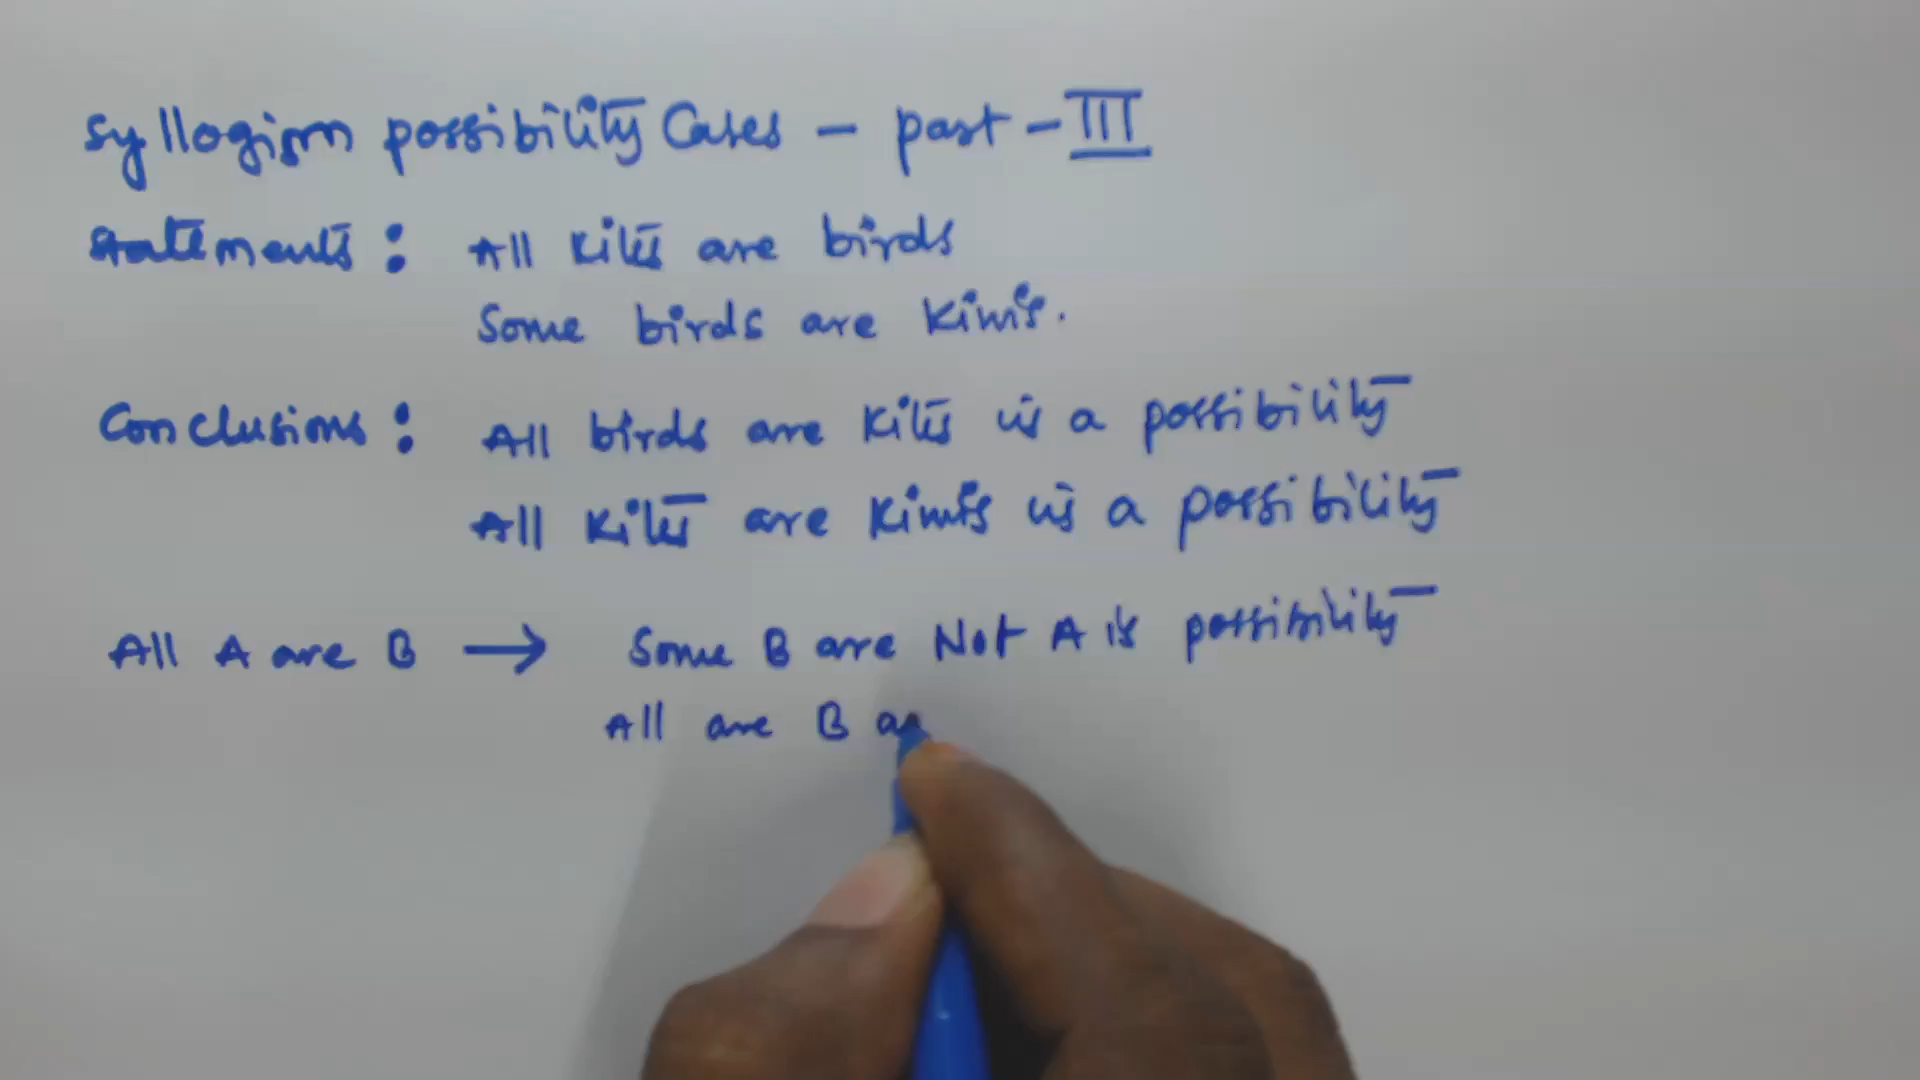 Syllogism possibility Cases - part - III
Statements : All Kites are birds
Some birds are Kiwis.
Conclusions : All birds are Kites is a possibility
All Kites are Kiwis is a possibility
All A are B → Some B are Not A is possibility
All are B a